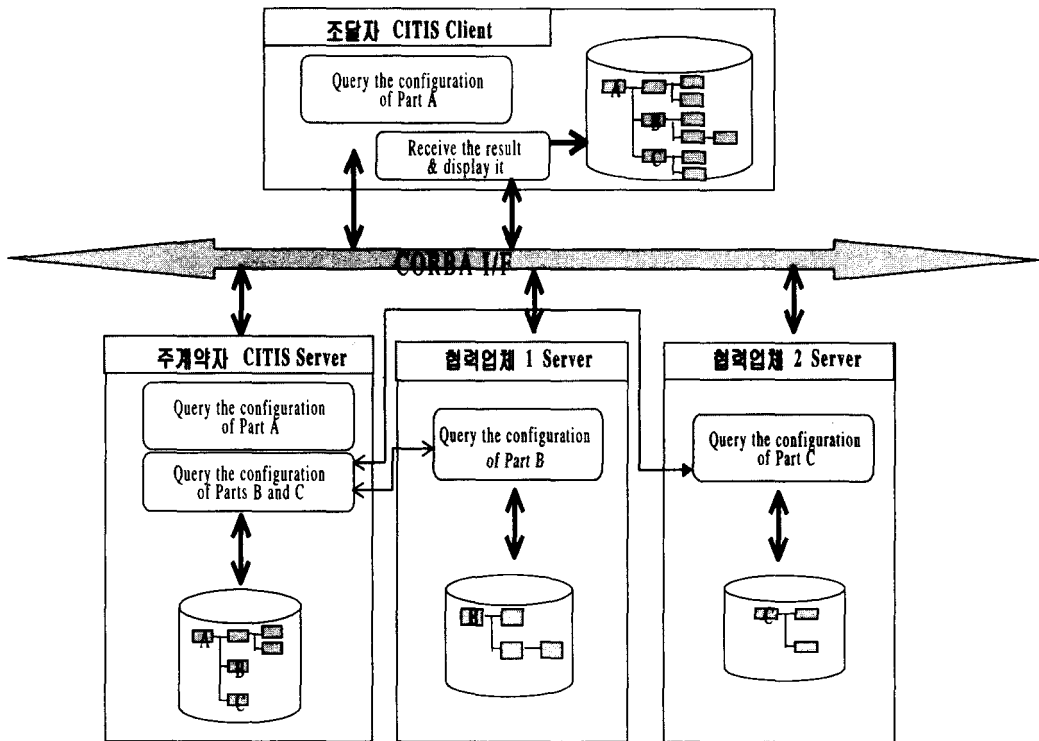 조달자 CITIS Client
Query the configuration
of Part A
Receive the result
& display it
A
B
C
CORBA I/F
주계약자 CITIS Server
Query the configuration
of Part A
Query the configuration
of Parts B and C
A
B
C
협력업체 1 Server
Query the configuration
of Part B
B
협력업체 2 Server
Query the configuration
of Part C
C